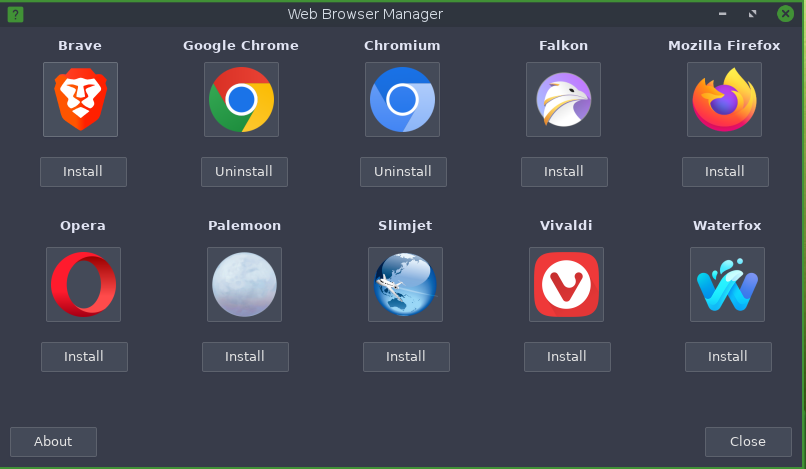 ? Web Browser Manager
Brave Google Chrome Chromium Falkon Mozilla Firefox
Install Uninstall Uninstall Install Install
Opera Palemoon Slimjet Vivaldi Waterfox
Install Install Install Install Install
About Close